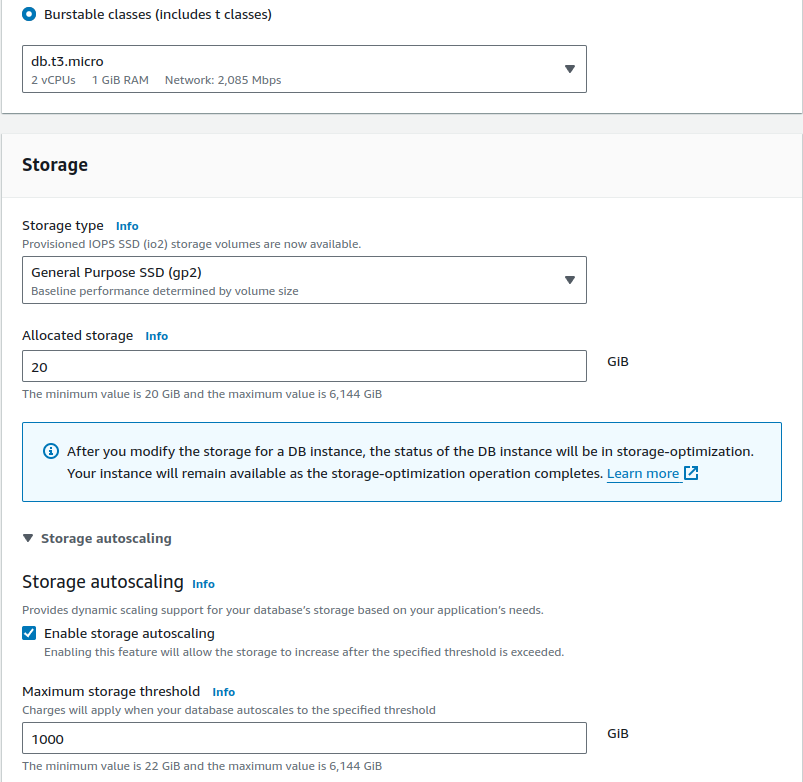 Burstable classes (includes t classes)
db.t3.micro
2 vCPUs 1 GiB RAM Network: 2,085 Mbps
Storage
Storage type Info
Provisioned IOPS SSD (io2) storage volumes are now available.
General Purpose SSD (gp2)
Baseline performance determined by volume size
Allocated storage Info
20 GiB
The minimum value is 20 GiB and the maximum value is 6,144 GiB
After you modify the storage for a DB instance, the status of the DB instance will be in storage-optimization.
Your instance will remain available as the storage-optimization operation completes. Learn more
Storage autoscaling
Storage autoscaling Info
Provides dynamic scaling support for your database's storage based on your application's needs.
Enable storage autoscaling
Enabling this feature will allow the storage to increase after the specified threshold is exceeded.
Maximum storage threshold Info
Charges will apply when your database autoscales to the specified threshold
1000 GiB
The minimum value is 22 GiB and the maximum value is 6,144 GiB